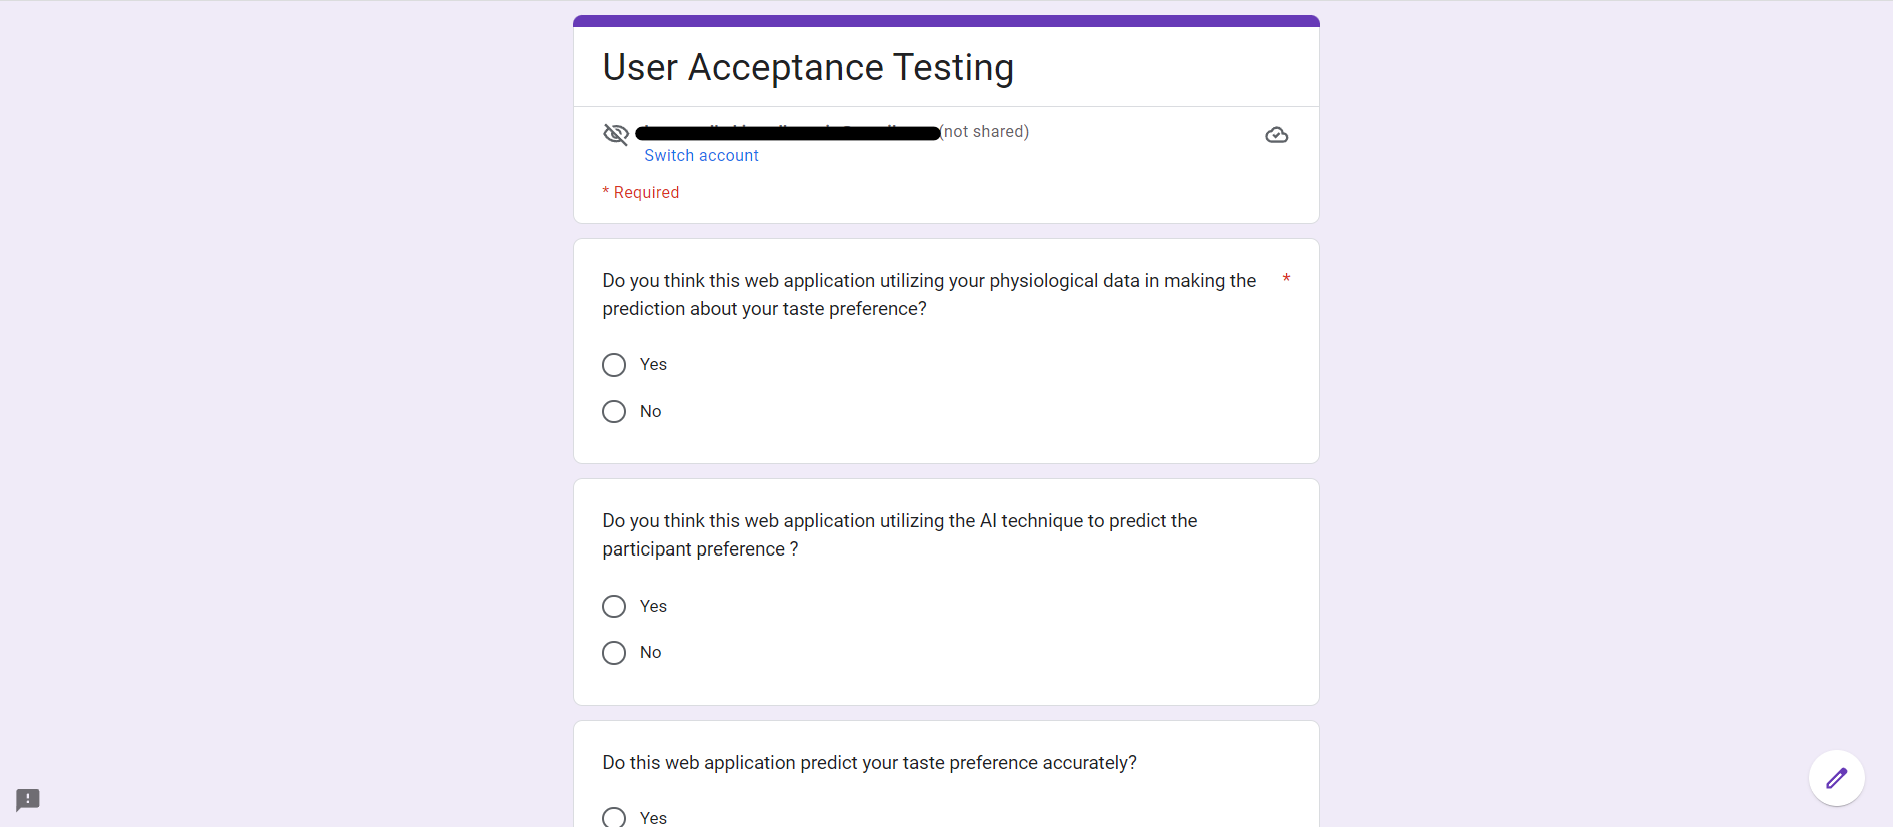 User Acceptance Testing
(not shared)
Switch account
* Required
Do you think this web application utilizing your physiological data in making the *
prediction about your taste preference?
Yes
No
Do you think this web application utilizing the AI technique to predict the
participant preference ?
Yes
No
Do this web application predict your taste preference accurately?
Yes